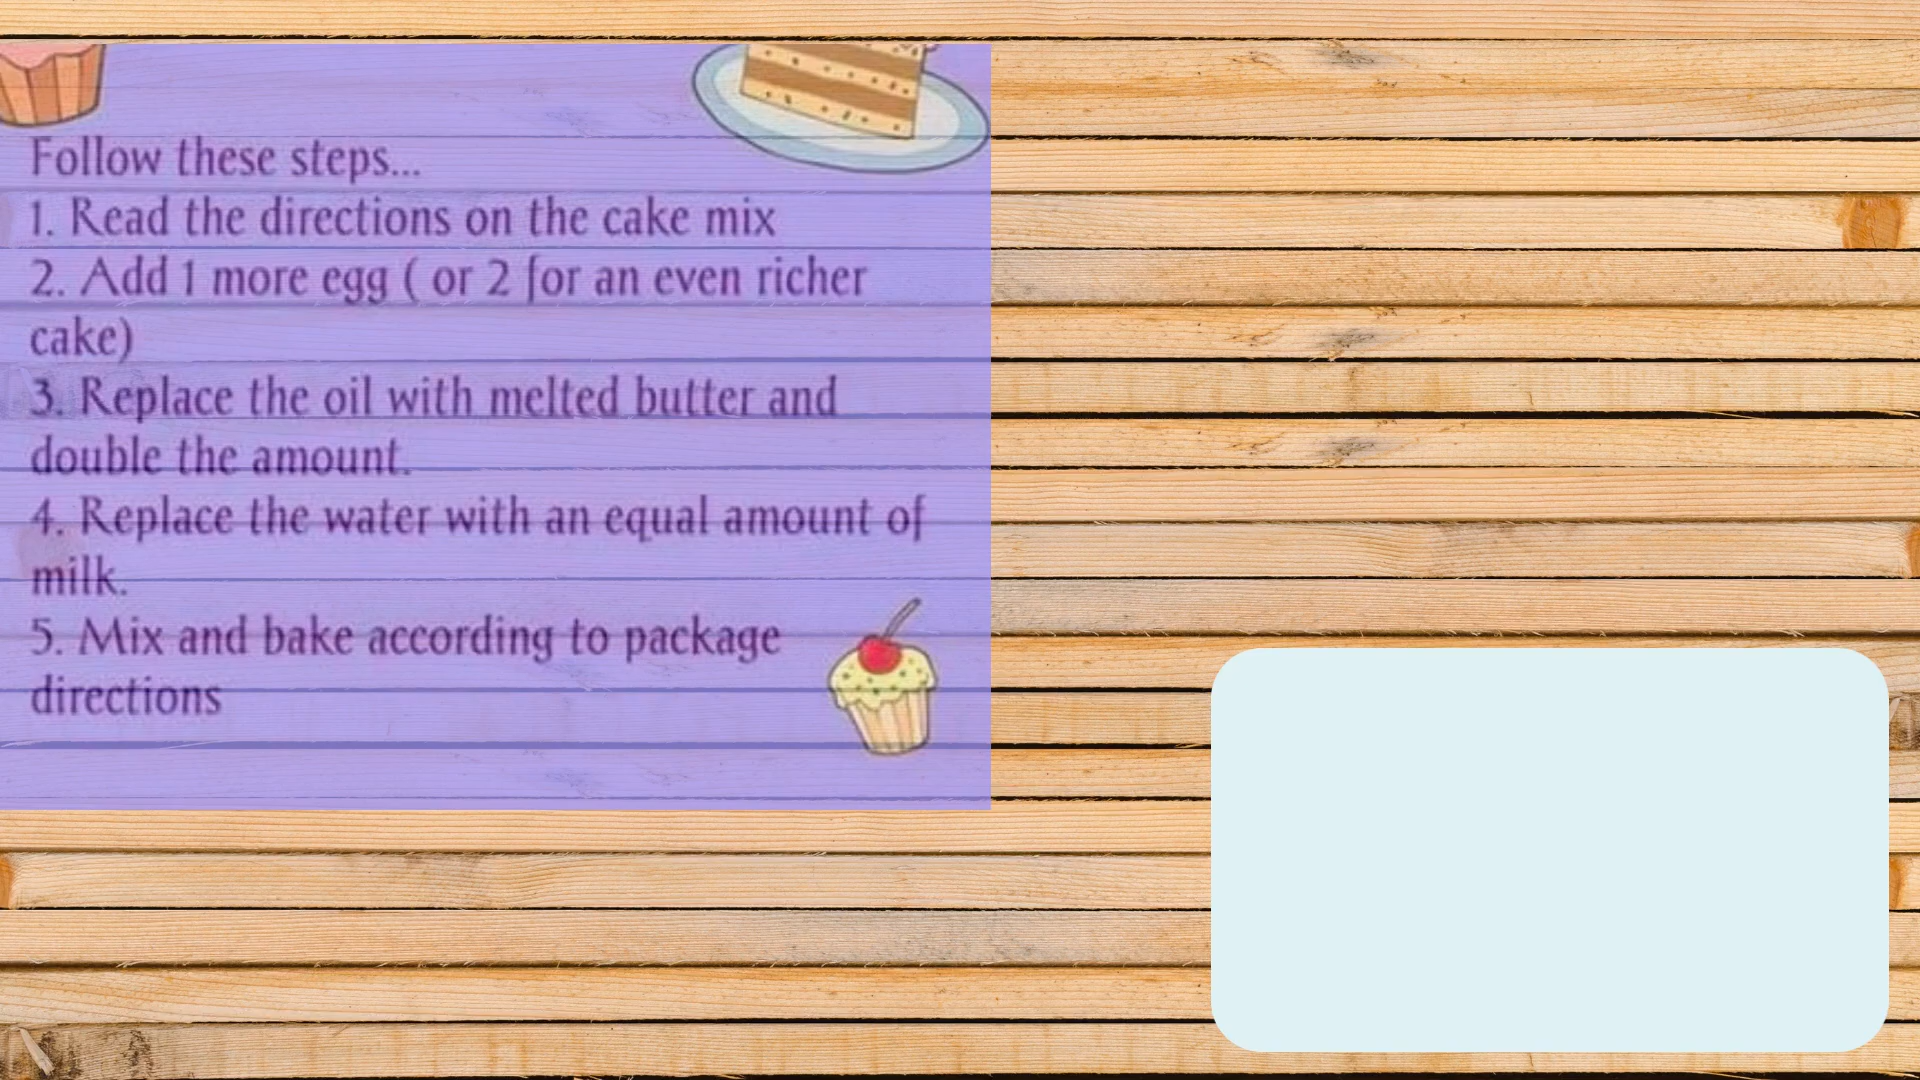 Follow these steps...
1. Read the directions on the cake mix
2. Add 1 more egg ( or 2 for an even richer
cake)
3. Replace the oil with melted butter and
double the amount.
4. Replace the water with an equal amount of
milk.
5. Mix and bake according to package
directions